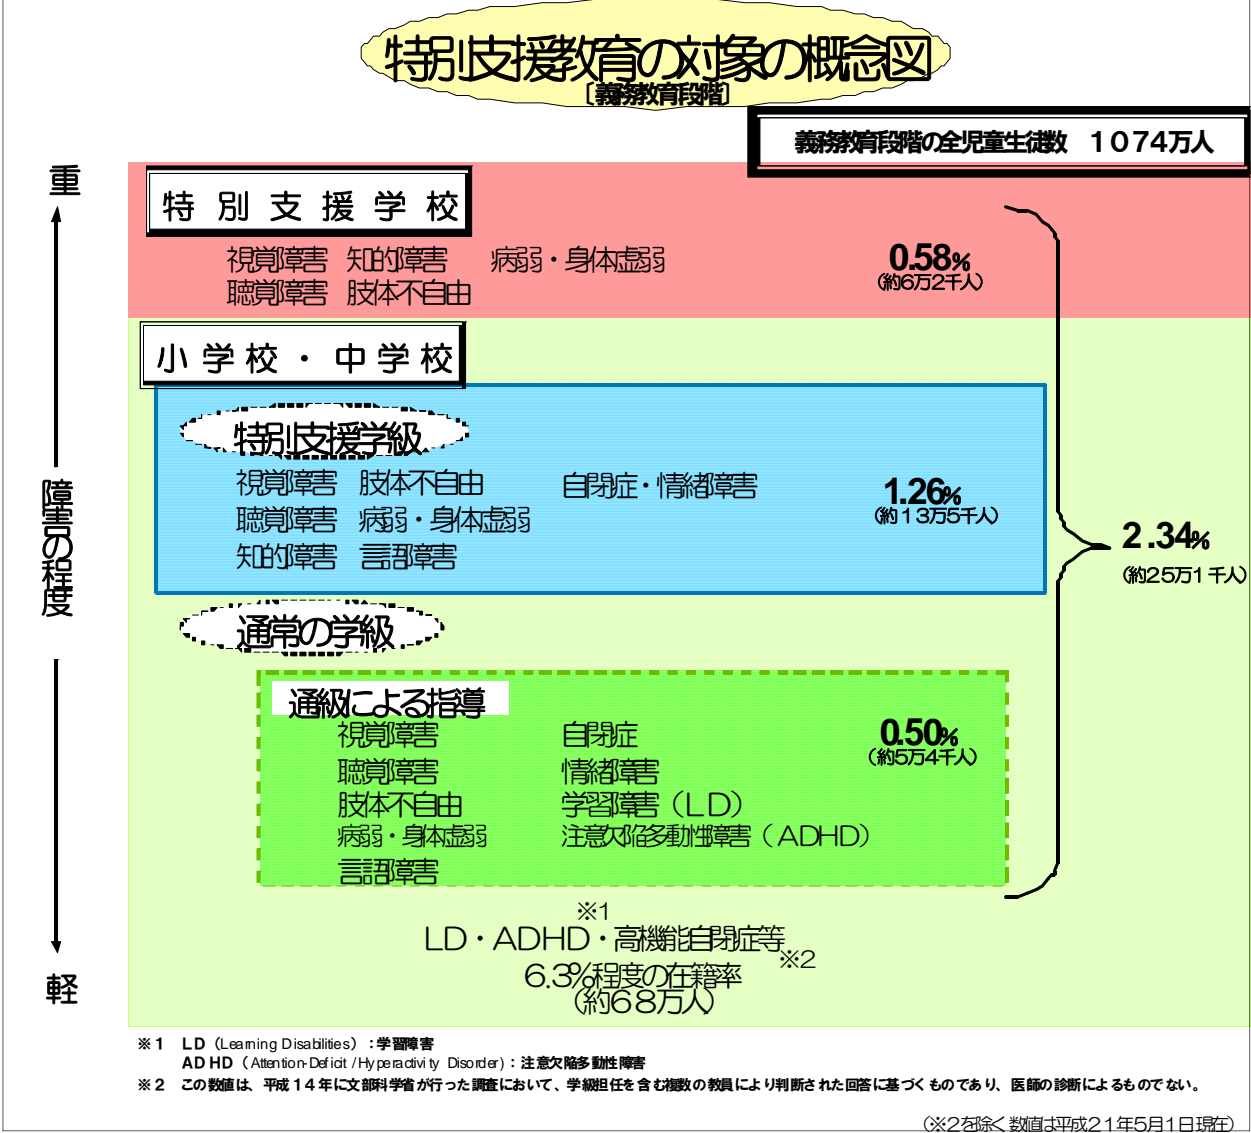 特別支援教育の対象の概念図
〔義務教育段階〕
義務教育段階の全児童生徒数　1074万人
重
障害の程度
軽
特別支援学校
視覚障害　知的障害　病弱・身体虚弱
聴覚障害　肢体不自由
0.58%
(約6万2千人)
小学校・中学校
特別支援学級
視覚障害　肢体不自由　自閉症・情緒障害
聴覚障害　病弱・身体虚弱
知的障害　言語障害
1.26%
(約13万5千人)
2.34%
(約25万1千人)
通常の学級
通級による指導
視覚障害　自閉症
聴覚障害　情緒障害
肢体不自由　学習障害(LD)
病弱・身体虚弱　注意欠陥多動性障害(ADHD)
言語障害
0.50%
(約5万4千人)
※1
LD・ADHD・高機能自閉症等
※2
6.3%程度の在籍率
(約68万人)
※1　LD(Learning Disabilities):学習障害
ADHD(Attention-Deficit/Hyperactivity Disorder):注意欠陥多動性障害
※2　この数値は、平成14年に文部科学省が行った調査において、学級担任を含む複数の教員により判断された回答に基づくものであり、医師の診断によるものでない。
(※2を除く数値は平成21年5月1日現在)